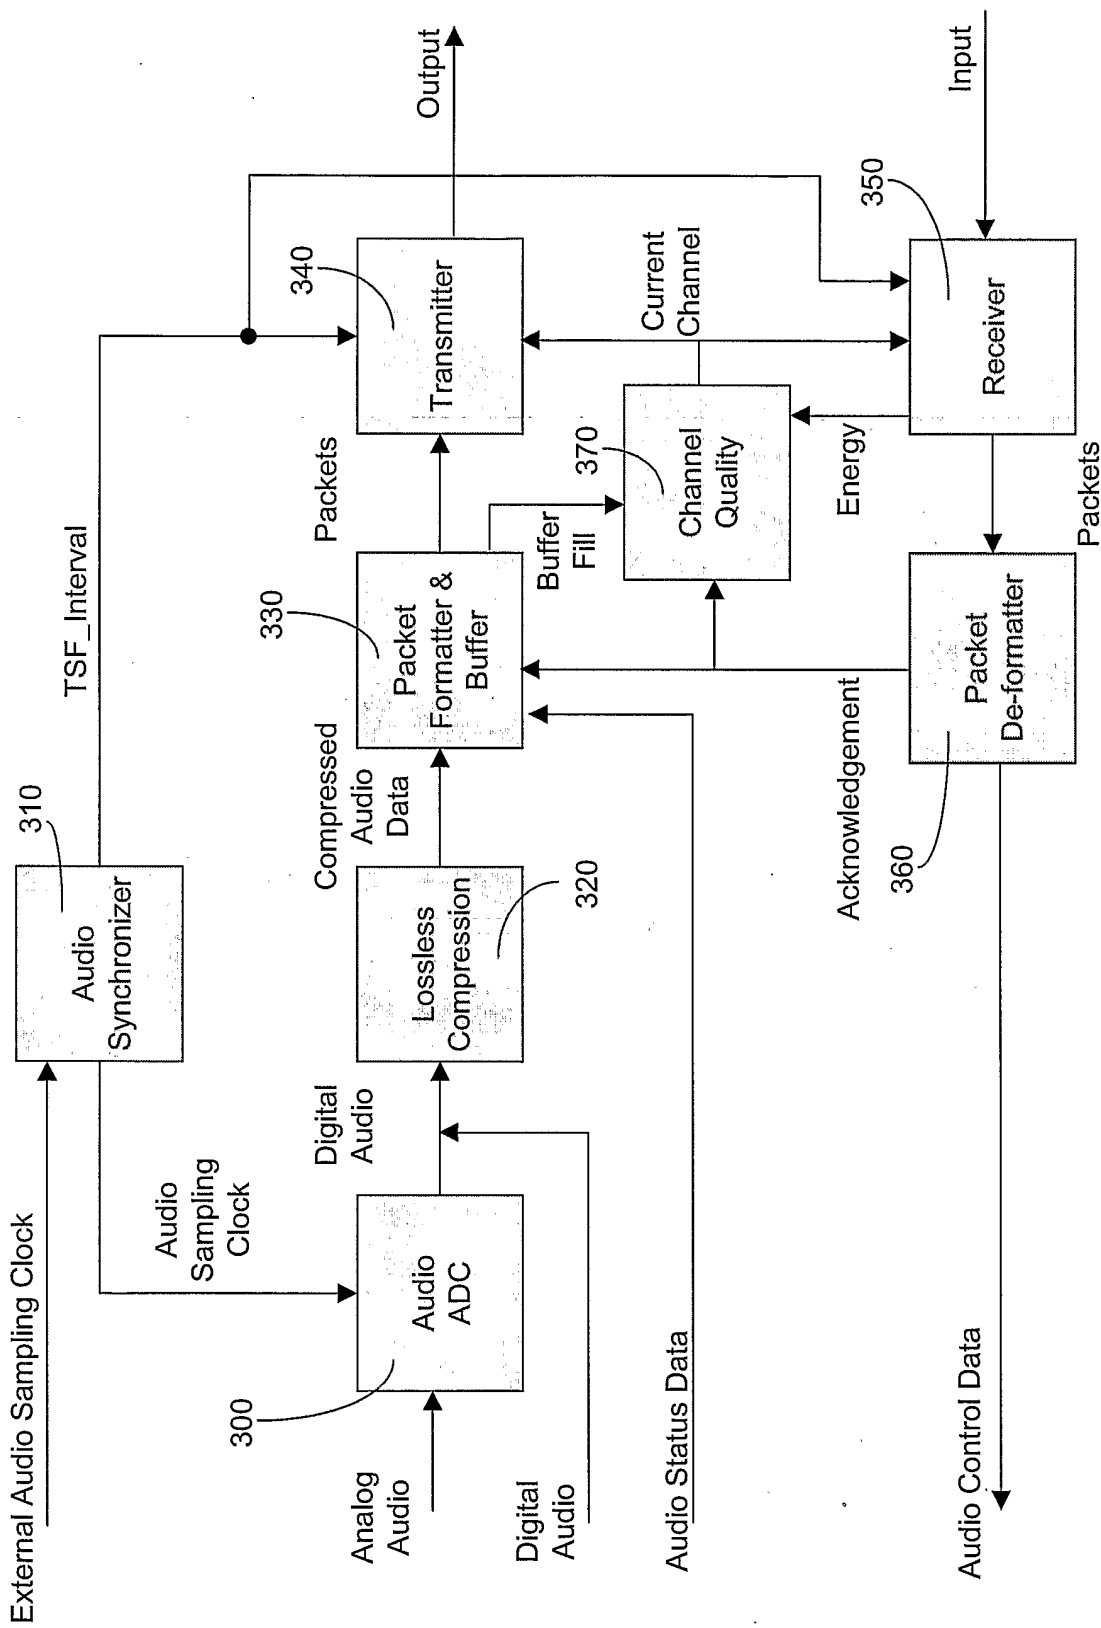 External Audio Sampling Clock
310
Audio
Synchronizer
TSF_Interval
Audio
Sampling
Clock
300
Analog
Audio
Audio
ADC
Digital
Audio
Lossless
Compression
320
Compressed
Audio
Data
330
Packet
Formatter &
Buffer
Packets
340
Transmitter
Output
Digital
Audio
Buffer
Fill
370
Channel
Quality
Current
Channel
Audio Status Data
Acknowledgement
Energy
350
Receiver
Input
360
Packet
De-formatter
Packets
Audio Control Data